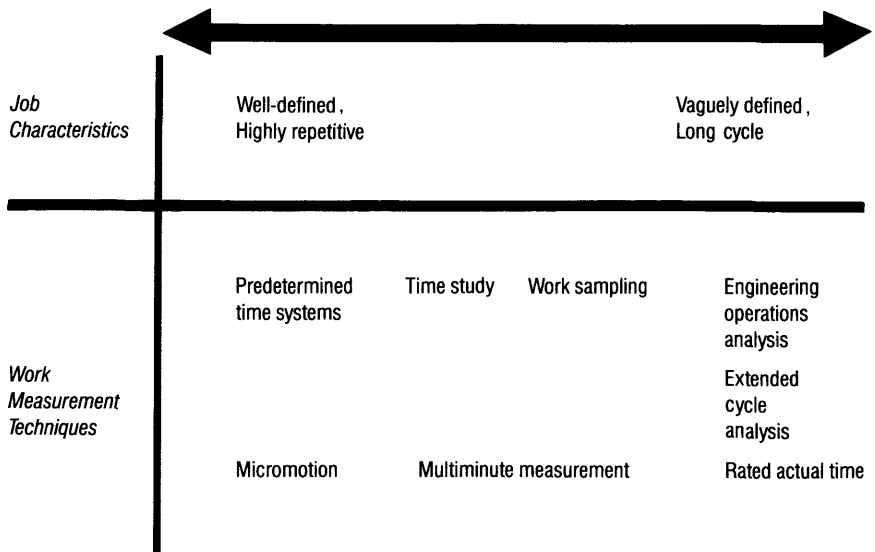 Job
Characteristics
Well-defined,
Highly repetitive
Vaguely defined,
Long cycle
Work
Measurement
Techniques
Predetermined
time systems
Time study
Work sampling
Engineering
operations
analysis
Extended
cycle
analysis
Micromotion
Multiminute measurement
Rated actual time